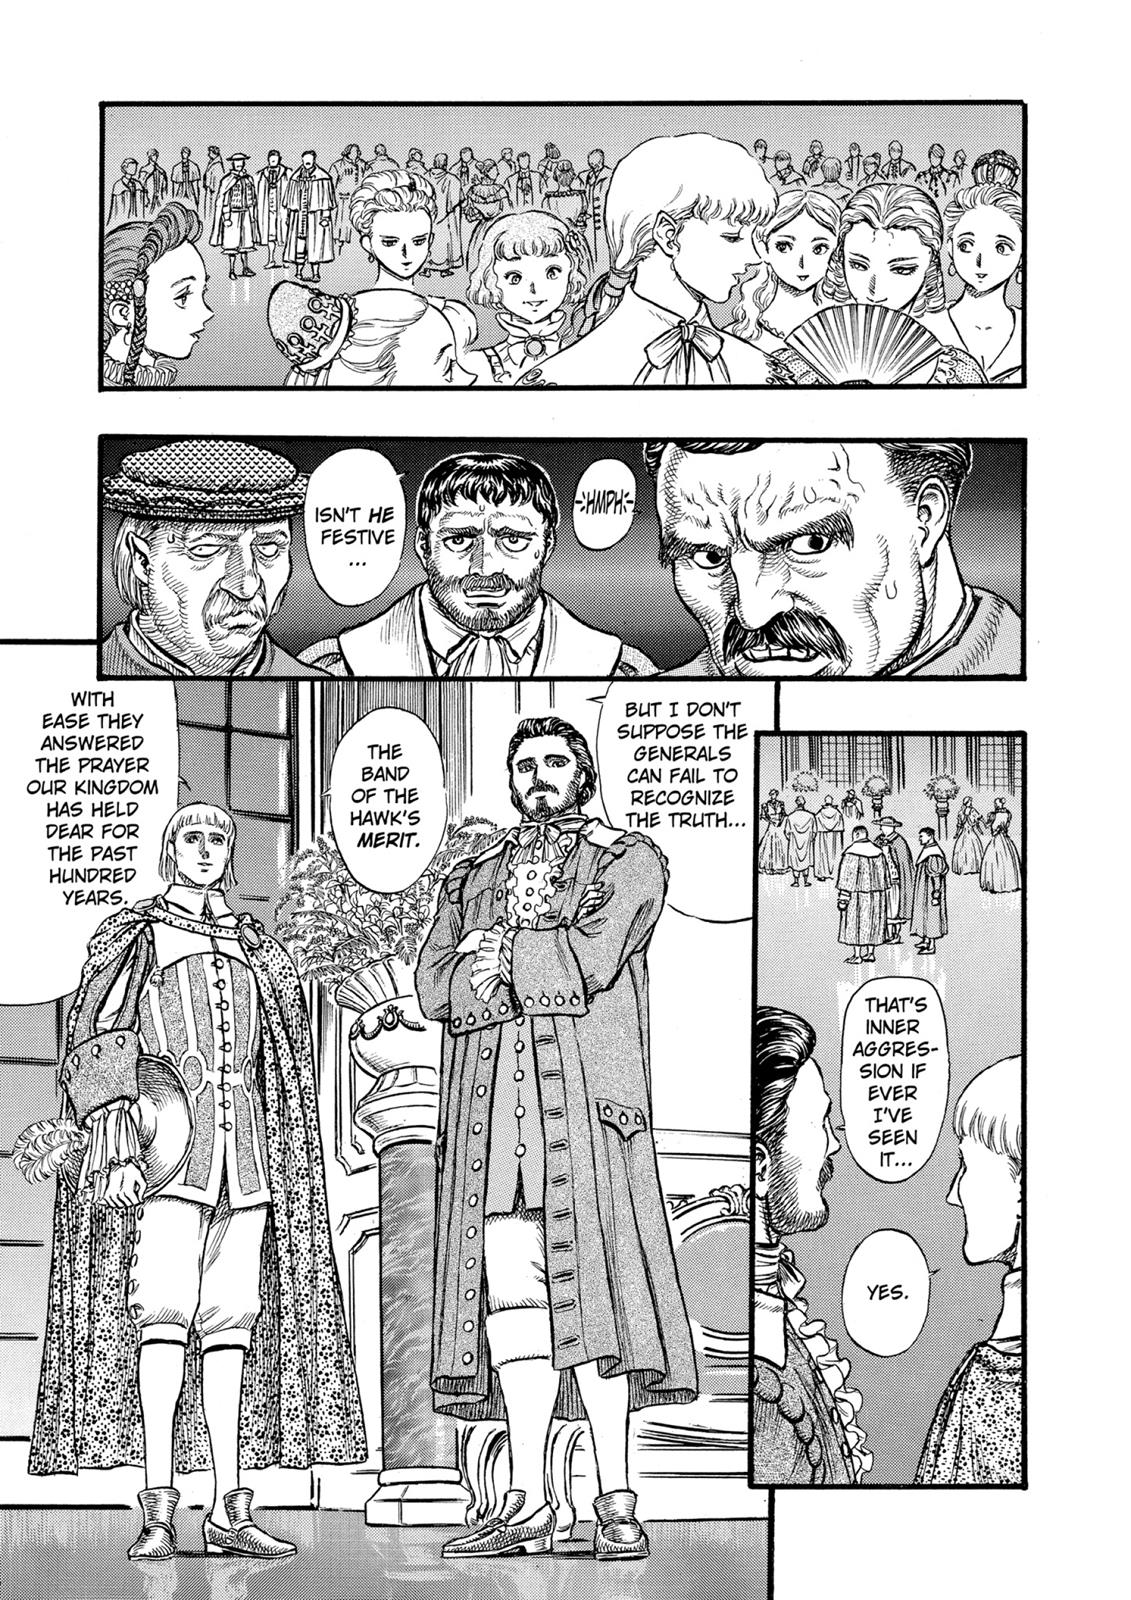 -HMPH-
ISN'T HE
FESTIVE
...
THAT'S
INNER
AGGRES-
SION IF
EVER
I'VE
SEEN
IT...
YES.
BUT I DON'T
SUPPOSE THE
GENERALS
CAN FAIL TO
RECOGNIZE
THE TRUTH...
THE
BAND
OF THE
HAWK'S
MERIT.
WITH
EASE THEY
ANSWERED
THE PRAYER
OUR KINGDOM
HAS HELD
DEAR FOR
THE PAST
HUNDRED
YEARS.